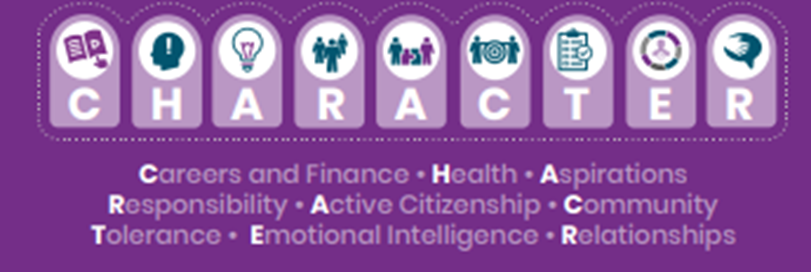 C H A R A C T E R
Careers and Finance • Health • Aspirations
Responsibility • Active Citizenship • Community
Tolerance • Emotional Intelligence • Relationships